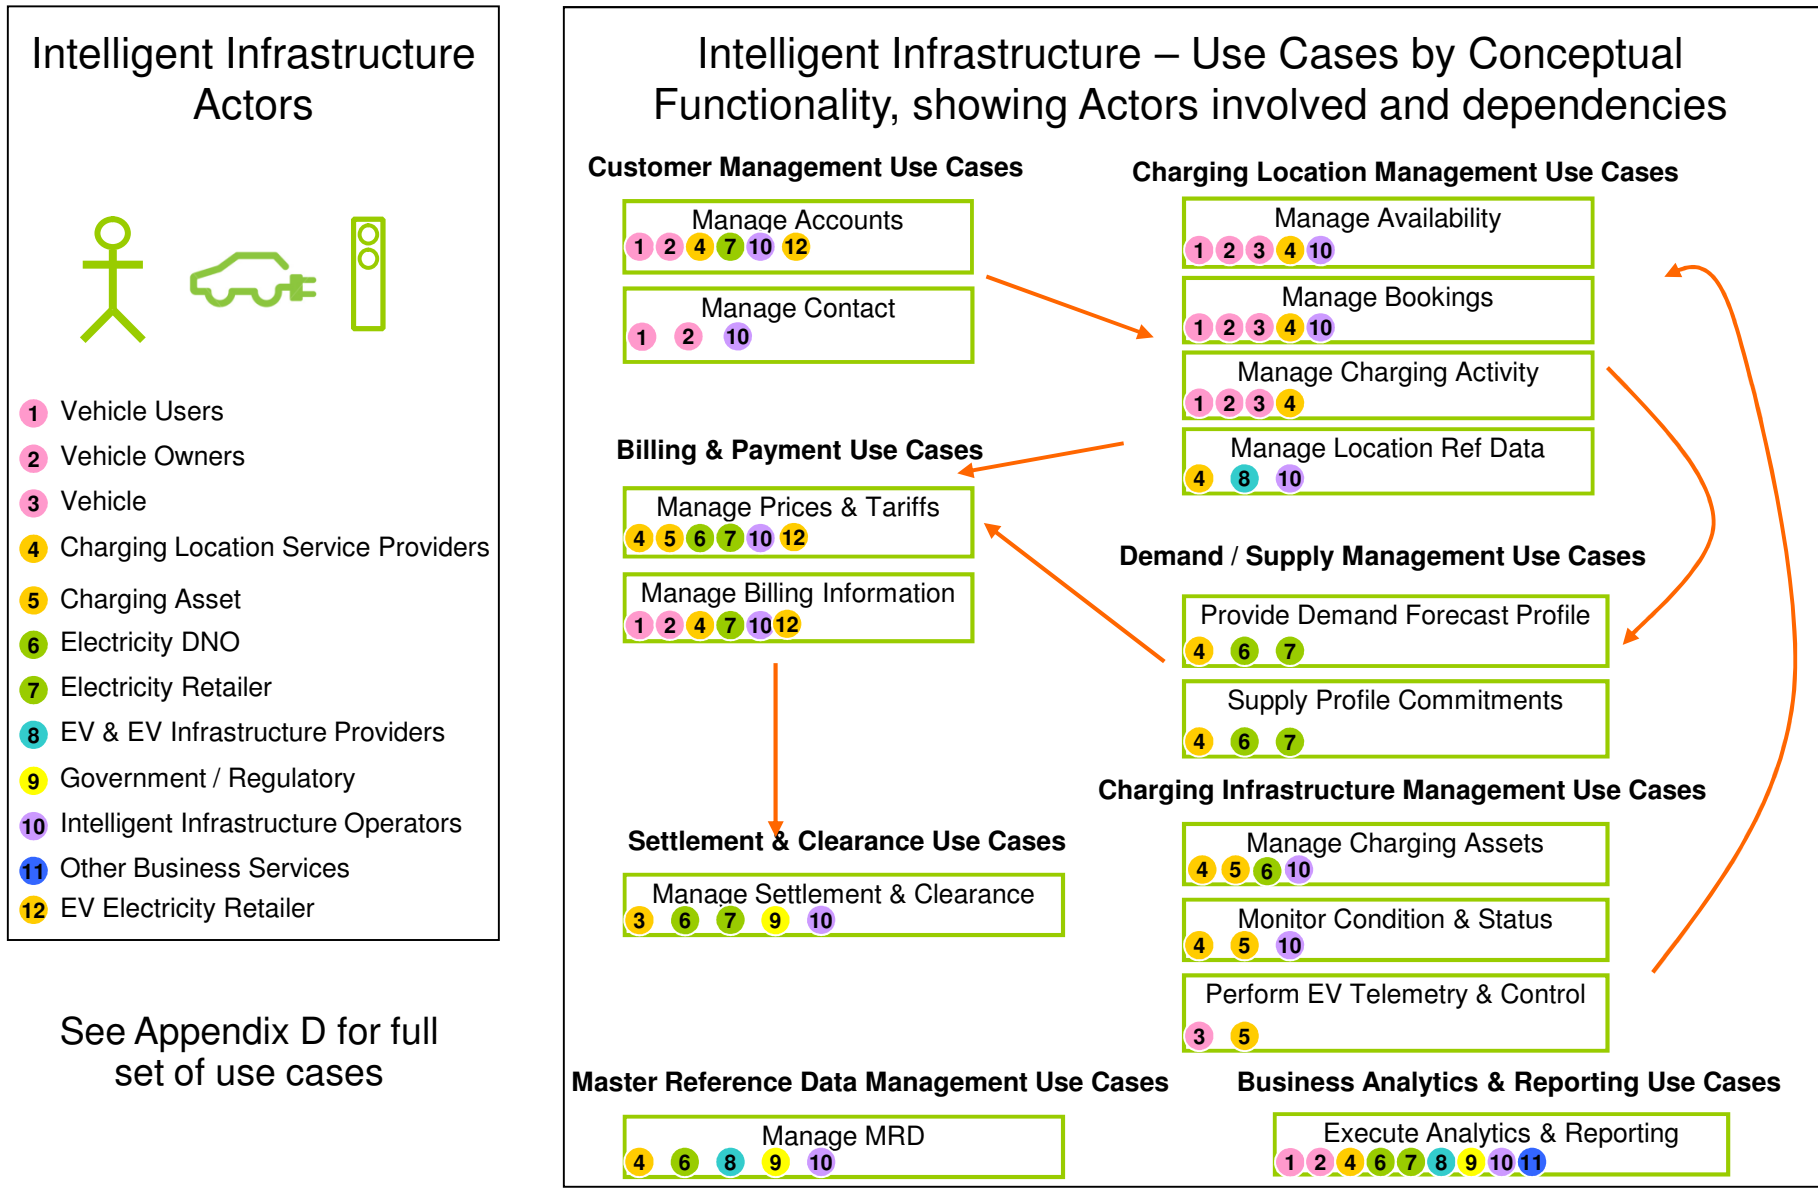 Intelligent Infrastructure
Actors
1 Vehicle Users
2 Vehicle Owners
3 Vehicle
4 Charging Location Service Providers
5 Charging Asset
6 Electricity DNO
7 Electricity Retailer
8 EV & EV Infrastructure Providers
9 Government / Regulatory
10 Intelligent Infrastructure Operators
11 Other Business Services
12 EV Electricity Retailer
See Appendix D for full
set of use cases
Intelligent Infrastructure – Use Cases by Conceptual
Functionality, showing Actors involved and dependencies
Customer Management Use Cases
Manage Accounts
1 2 4 7 10 12
Manage Contact
1 2 10
Billing & Payment Use Cases
Manage Prices & Tariffs
4 5 6 7 10 12
Manage Billing Information
1 2 4 7 10 12
Settlement & Clearance Use Cases
Manage Settlement & Clearance
3 6 7 9 10
Master Reference Data Management Use Cases
Manage MRD
4 6 8 9 10
Charging Location Management Use Cases
Manage Availability
1 2 3 4 10
Manage Bookings
1 2 3 4 10
Manage Charging Activity
1 2 3 4
Manage Location Ref Data
4 8 10
Demand / Supply Management Use Cases
Provide Demand Forecast Profile
4 6 7
Supply Profile Commitments
4 6 7
Charging Infrastructure Management Use Cases
Manage Charging Assets
4 5 6 10
Monitor Condition & Status
4 5 10
Perform EV Telemetry & Control
3 5
Business Analytics & Reporting Use Cases
Execute Analytics & Reporting
1 2 4 6 7 8 9 10 11